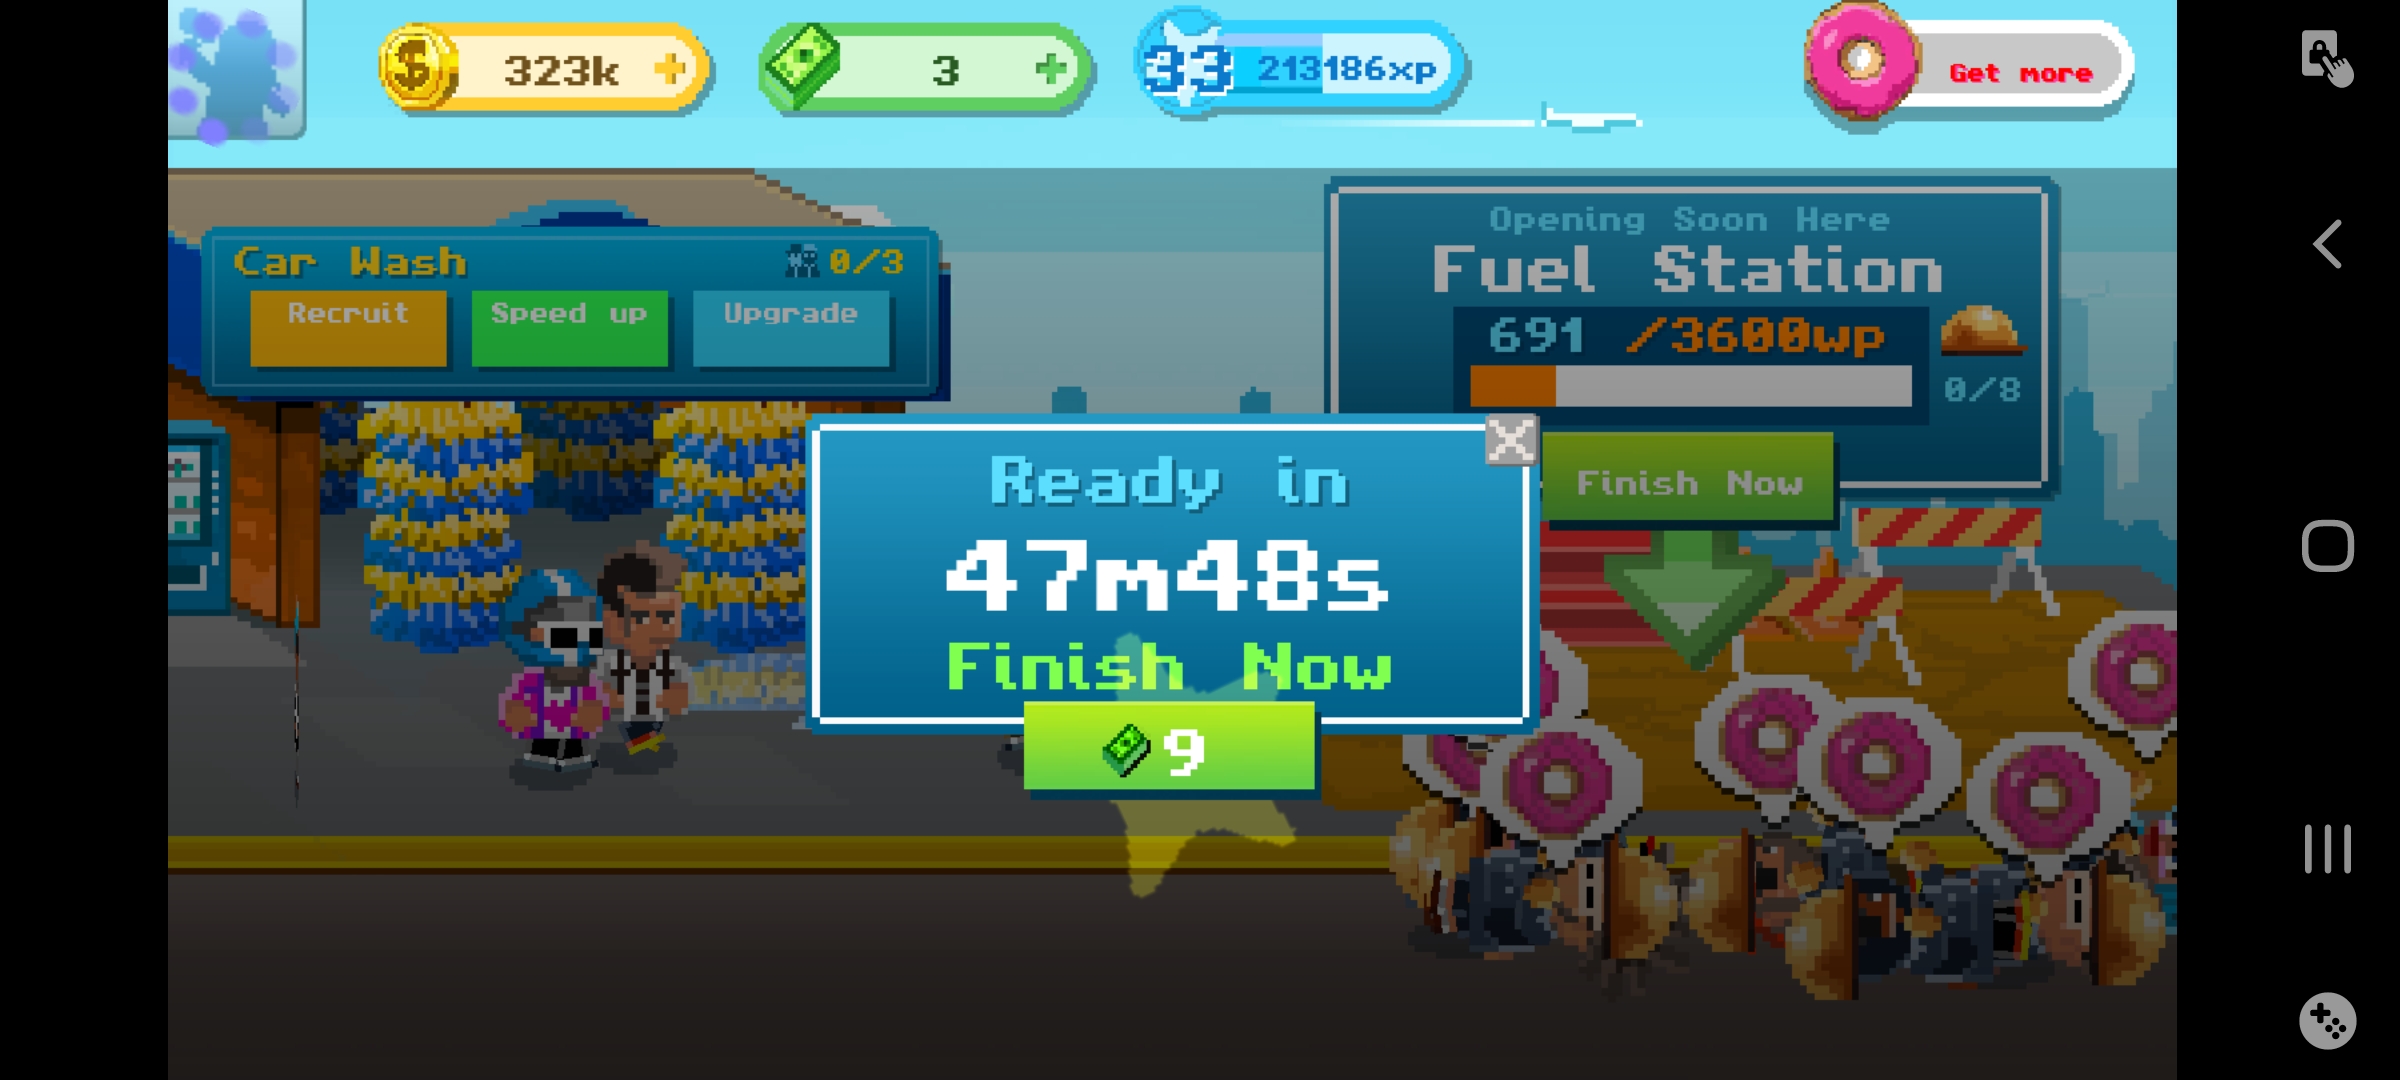 323k
3
33
213186xp
Get more
Car Wash
0/3
Recruit
Speed up
Upgrade
Opening Soon Here
Fuel Station
691 /3600wp
0/8
Finish Now
Ready in
47m48s
Finish Now
9